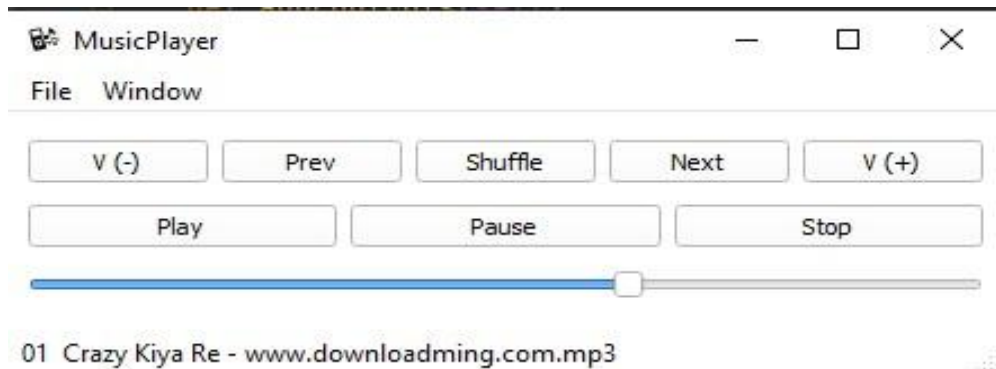 MusicPlayer
File Window
V (-) Prev Shuffle Next V (+)
Play Pause Stop
01 Crazy Kiya Re - www.downloadming.com.mp3